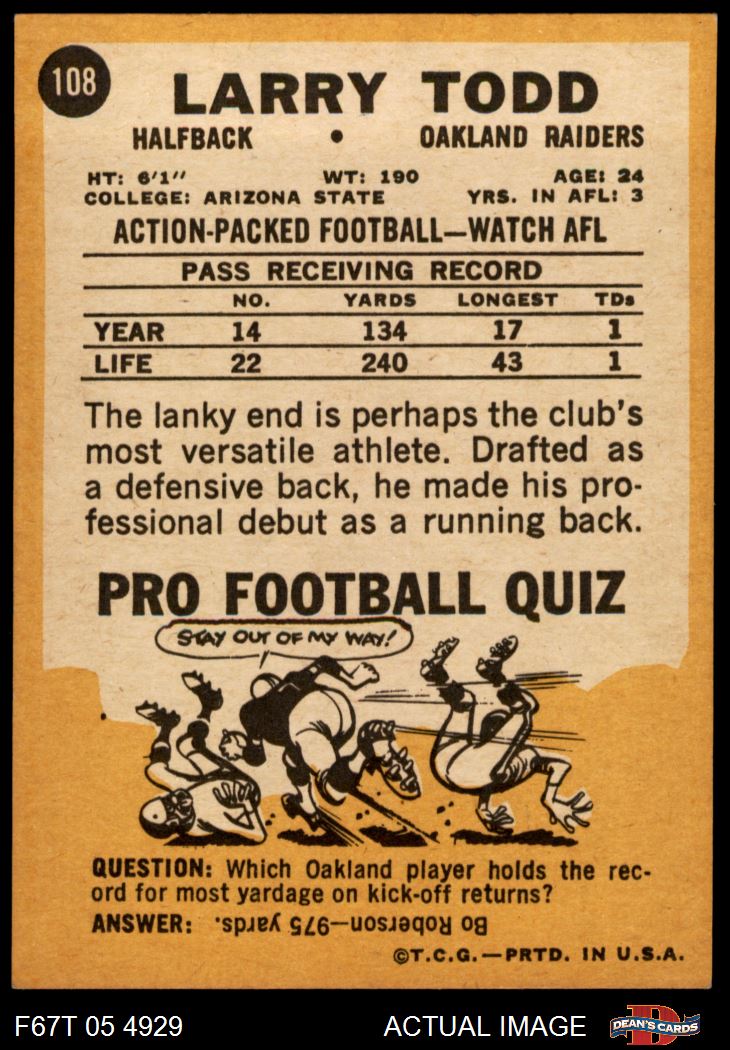 108
LARRY TODD
HALFBACK • OAKLAND RAIDERS
HT: 6'1" WT: 190 AGE: 24
COLLEGE: ARIZONA STATE YRS. IN AFL: 3
ACTION-PACKED FOOTBALL—WATCH AFL
PASS RECEIVING RECORD
NO. YARDS LONGEST TDs
YEAR 14 134 17 1
LIFE 22 240 43 1
The lanky end is perhaps the club's
most versatile athlete. Drafted as
a defensive back, he made his pro-
fessional debut as a running back.
PRO FOOTBALL QUIZ
STAY OUT OF MY WAY!
QUESTION: Which Oakland player holds the rec-
ord for most yardage on kick-off returns?
ANSWER: Bo Roberson—975 yards.
©T.C.G.—PRTD. IN U.S.A.
F67T 05 4929 ACTUAL IMAGE DEAN'S CARDS